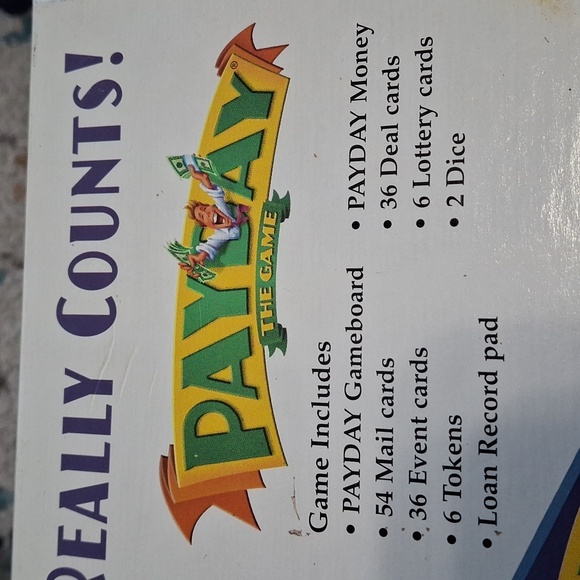 REALLY COUNTS!
PAYDAY®
THE GAME
Game Includes
• PAYDAY Gameboard
• 54 Mail cards
• 36 Event cards
• 6 Tokens
• Loan Record pad
• PAYDAY Money
• 36 Deal cards
• 6 Lottery cards
• 2 Dice